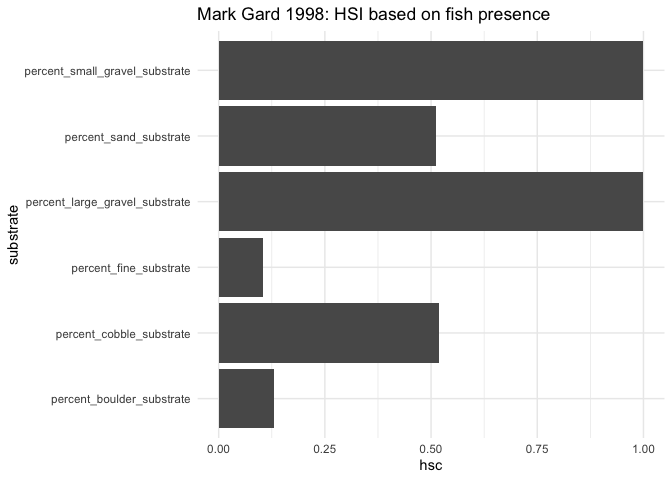 Mark Gard 1998: HSI based on fish presence
percent_small_gravel_substrate
percent_sand_substrate
percent_large_gravel_substrate
percent_fine_substrate
percent_cobble_substrate
percent_boulder_substrate
substrate
0.00 0.25 0.50 0.75 1.00
hsc